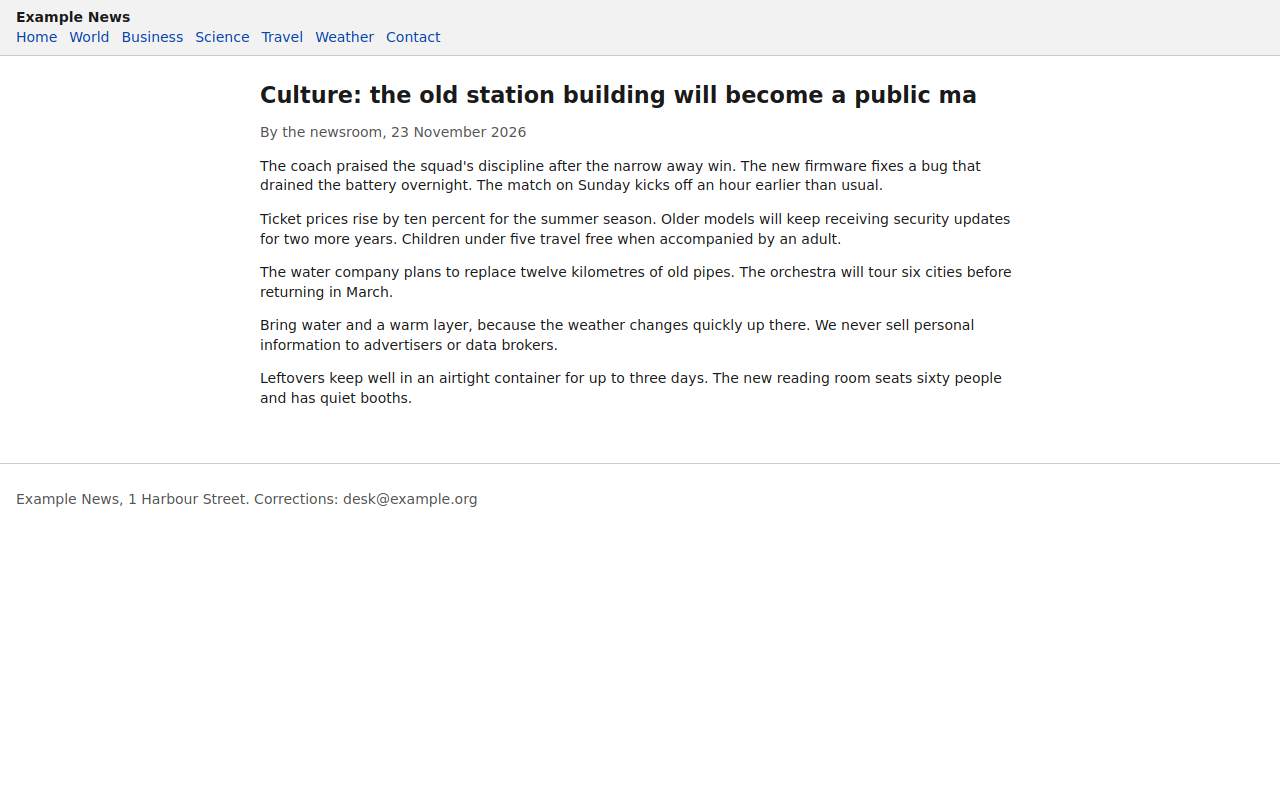 Example News
Home World Business Science Travel Weather Contact
Culture: the old station building will become a public ma
By the newsroom, 23 November 2026
The coach praised the squad's discipline after the narrow away win. The new firmware fixes a bug that
drained the battery overnight. The match on Sunday kicks off an hour earlier than usual.
Ticket prices rise by ten percent for the summer season. Older models will keep receiving security updates
for two more years. Children under five travel free when accompanied by an adult.
The water company plans to replace twelve kilometres of old pipes. The orchestra will tour six cities before
returning in March.
Bring water and a warm layer, because the weather changes quickly up there. We never sell personal
information to advertisers or data brokers.
Leftovers keep well in an airtight container for up to three days. The new reading room seats sixty people
and has quiet booths.
Example News, 1 Harbour Street. Corrections: desk@example.org